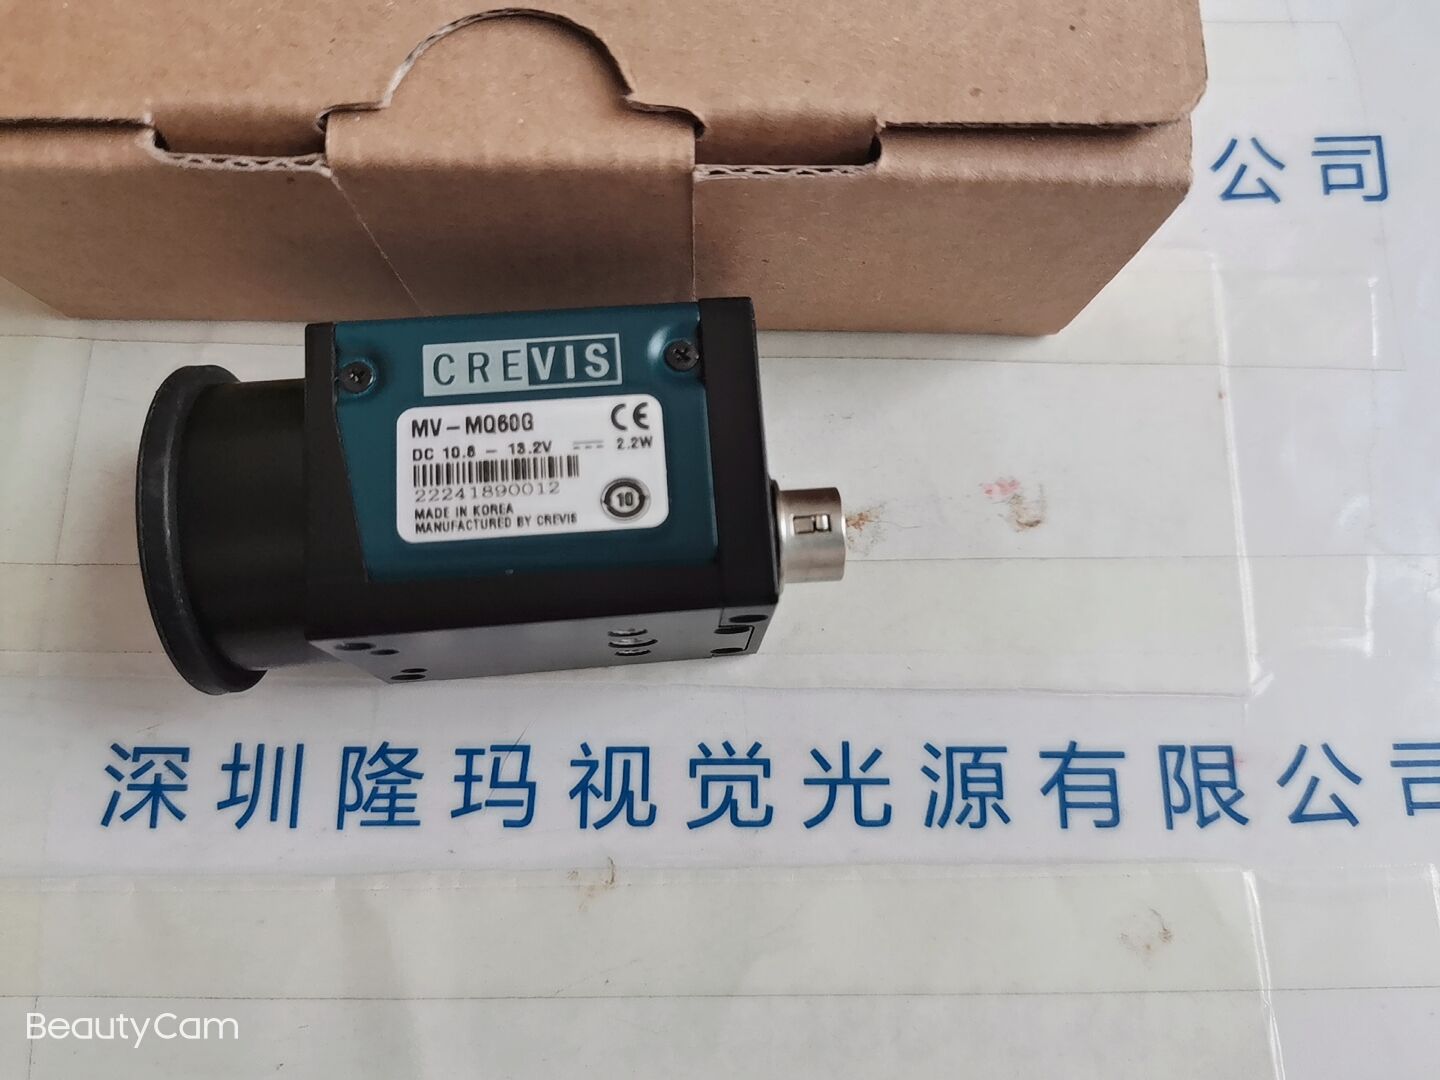 公司
CREVIS
MV-MQ60G CE
DC 10.8 - 13.2V 2.2W
22241890012
10
MADE IN KOREA
MANUFACTURED BY CREVIS
深圳隆玛视觉光源有限公司
BeautyCam